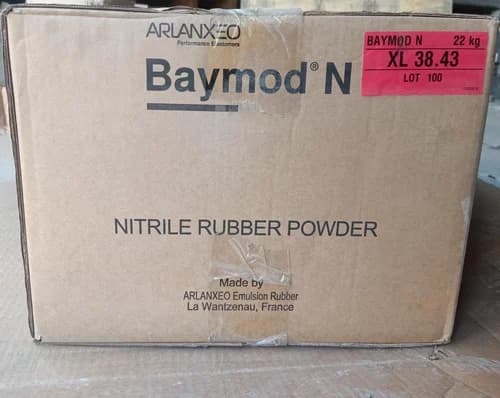 ARLANXEO
Performance Elastomers
Baymod® N
BAYMOD N 22 kg
XL 38.43
LOT 100
NITRILE RUBBER POWDER
Made by
ARLANXEO Emulsion Rubber
La Wantzenau, France